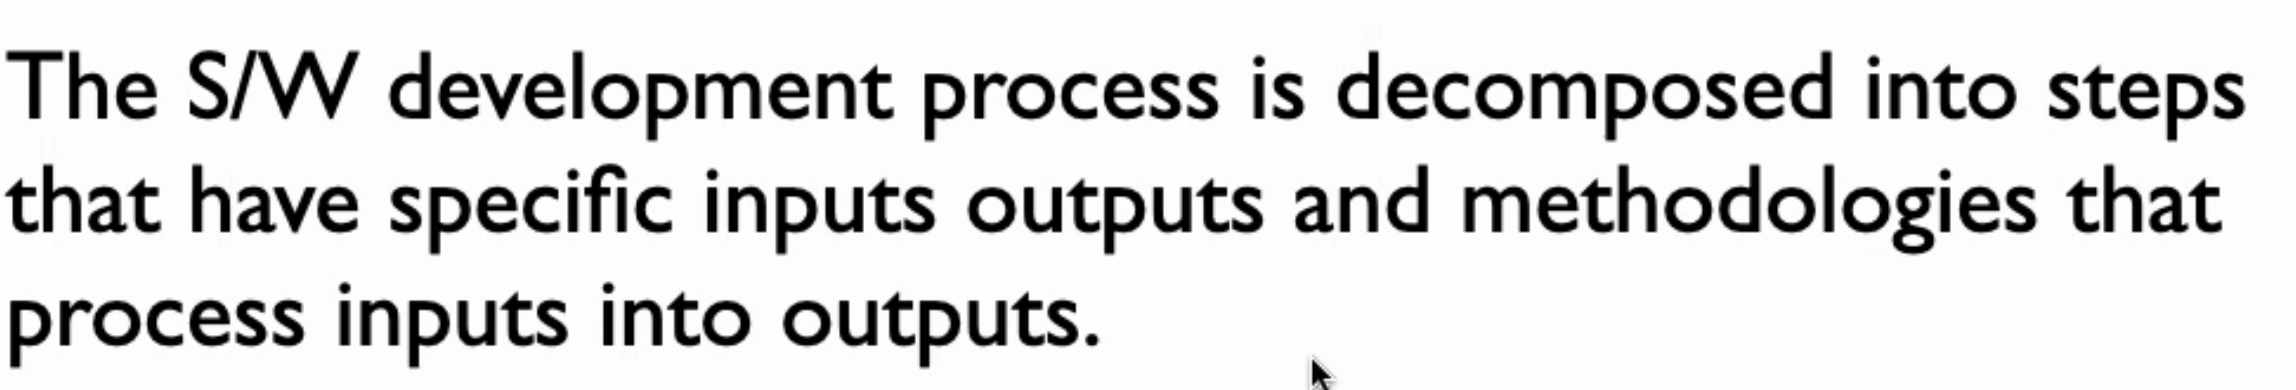 The S/W development process is decomposed into steps
that have specific inputs outputs and methodologies that
process inputs into outputs.